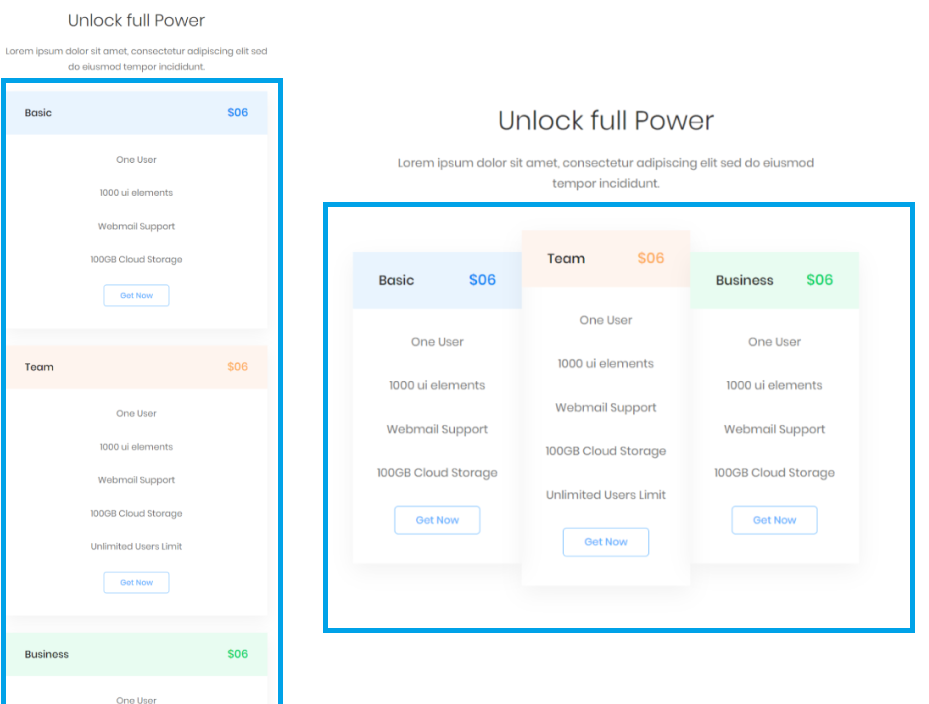 Unlock full Power
Lorem ipsum dolor sit amet, consectetur adipiscing elit sed
do eiusmod tempor incididunt.
Basic $06
One User
1000 ui elements
Webmail Support
100GB Cloud Storage
Get Now
Team $06
One User
1000 ui elements
Webmail Support
100GB Cloud Storage
Unlimited Users Limit
Get Now
Business $06
One User
Unlock full Power
Lorem ipsum dolor sit amet, consectetur adipiscing elit sed do eiusmod
tempor incididunt.
Basic $06
One User
1000 ui elements
Webmail Support
100GB Cloud Storage
Get Now
Team $06
One User
1000 ui elements
Webmail Support
100GB Cloud Storage
Unlimited Users Limit
Get Now
Business $06
One User
1000 ui elements
Webmail Support
100GB Cloud Storage
Get Now